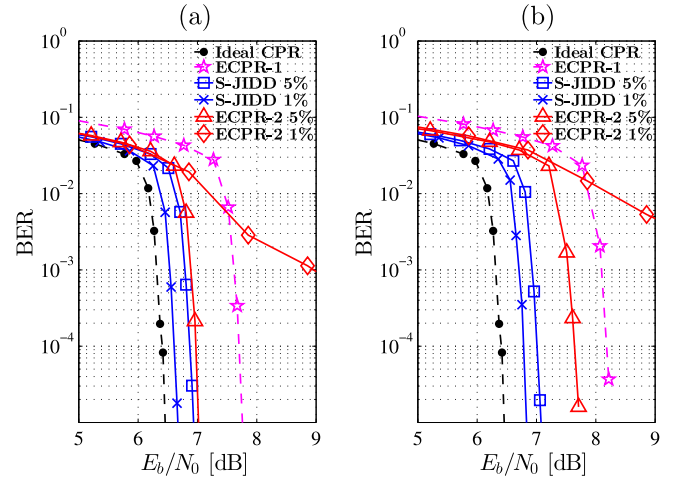 (a)
10^0
10^-1
10^-2
10^-3
10^-4
BER
Ideal CPR
ECPR-1
S-JIDD 5%
S-JIDD 1%
ECPR-2 5%
ECPR-2 1%
5 6 7 8 9
E_b/N_0 [dB]
(b)
10^0
10^-1
10^-2
10^-3
10^-4
BER
Ideal CPR
ECPR-1
S-JIDD 5%
S-JIDD 1%
ECPR-2 5%
ECPR-2 1%
5 6 7 8 9
E_b/N_0 [dB]